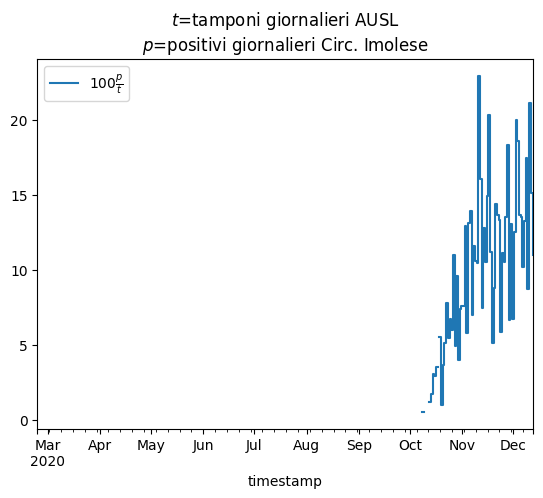 t=tamponi giornalieri AUSL
p=positivi giornalieri Circ. Imolese
100 p/t
20
15
10
5
0
Mar Apr May Jun Jul Aug Sep Oct Nov Dec
2020
timestamp